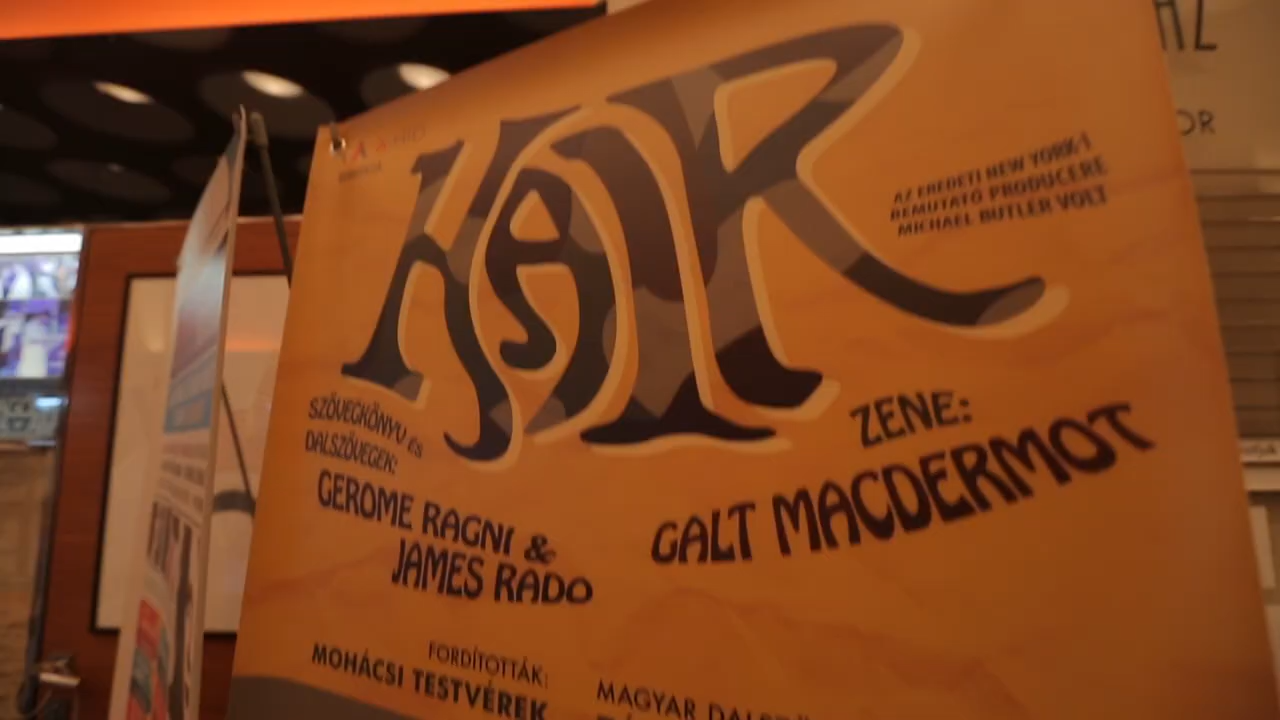 HAIR
AZ EREDETI NEW YORK-I
BEMUTATÓ PRODUCERE
MICHAEL BUTLER VOLT
SZÖVEGKÖNYV és
DALSZÖVEGEK:
GEROME RAGNI &
JAMES RADO
ZENE:
GALT MACDERMOT
FORDÍTOTTÁK:
MOHÁCSI TESTVÉREK
MAGYAR